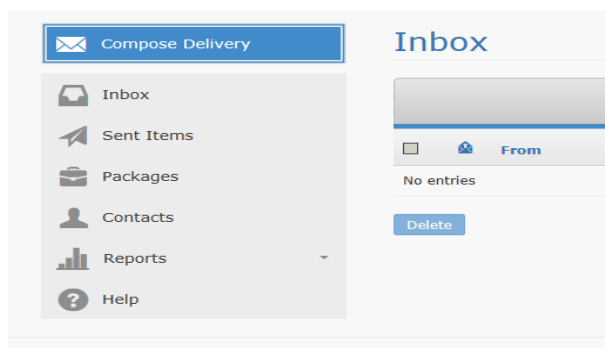 Compose Delivery
Inbox
Sent Items
Packages
Contacts
Reports
Help
Inbox
From
No entries
Delete